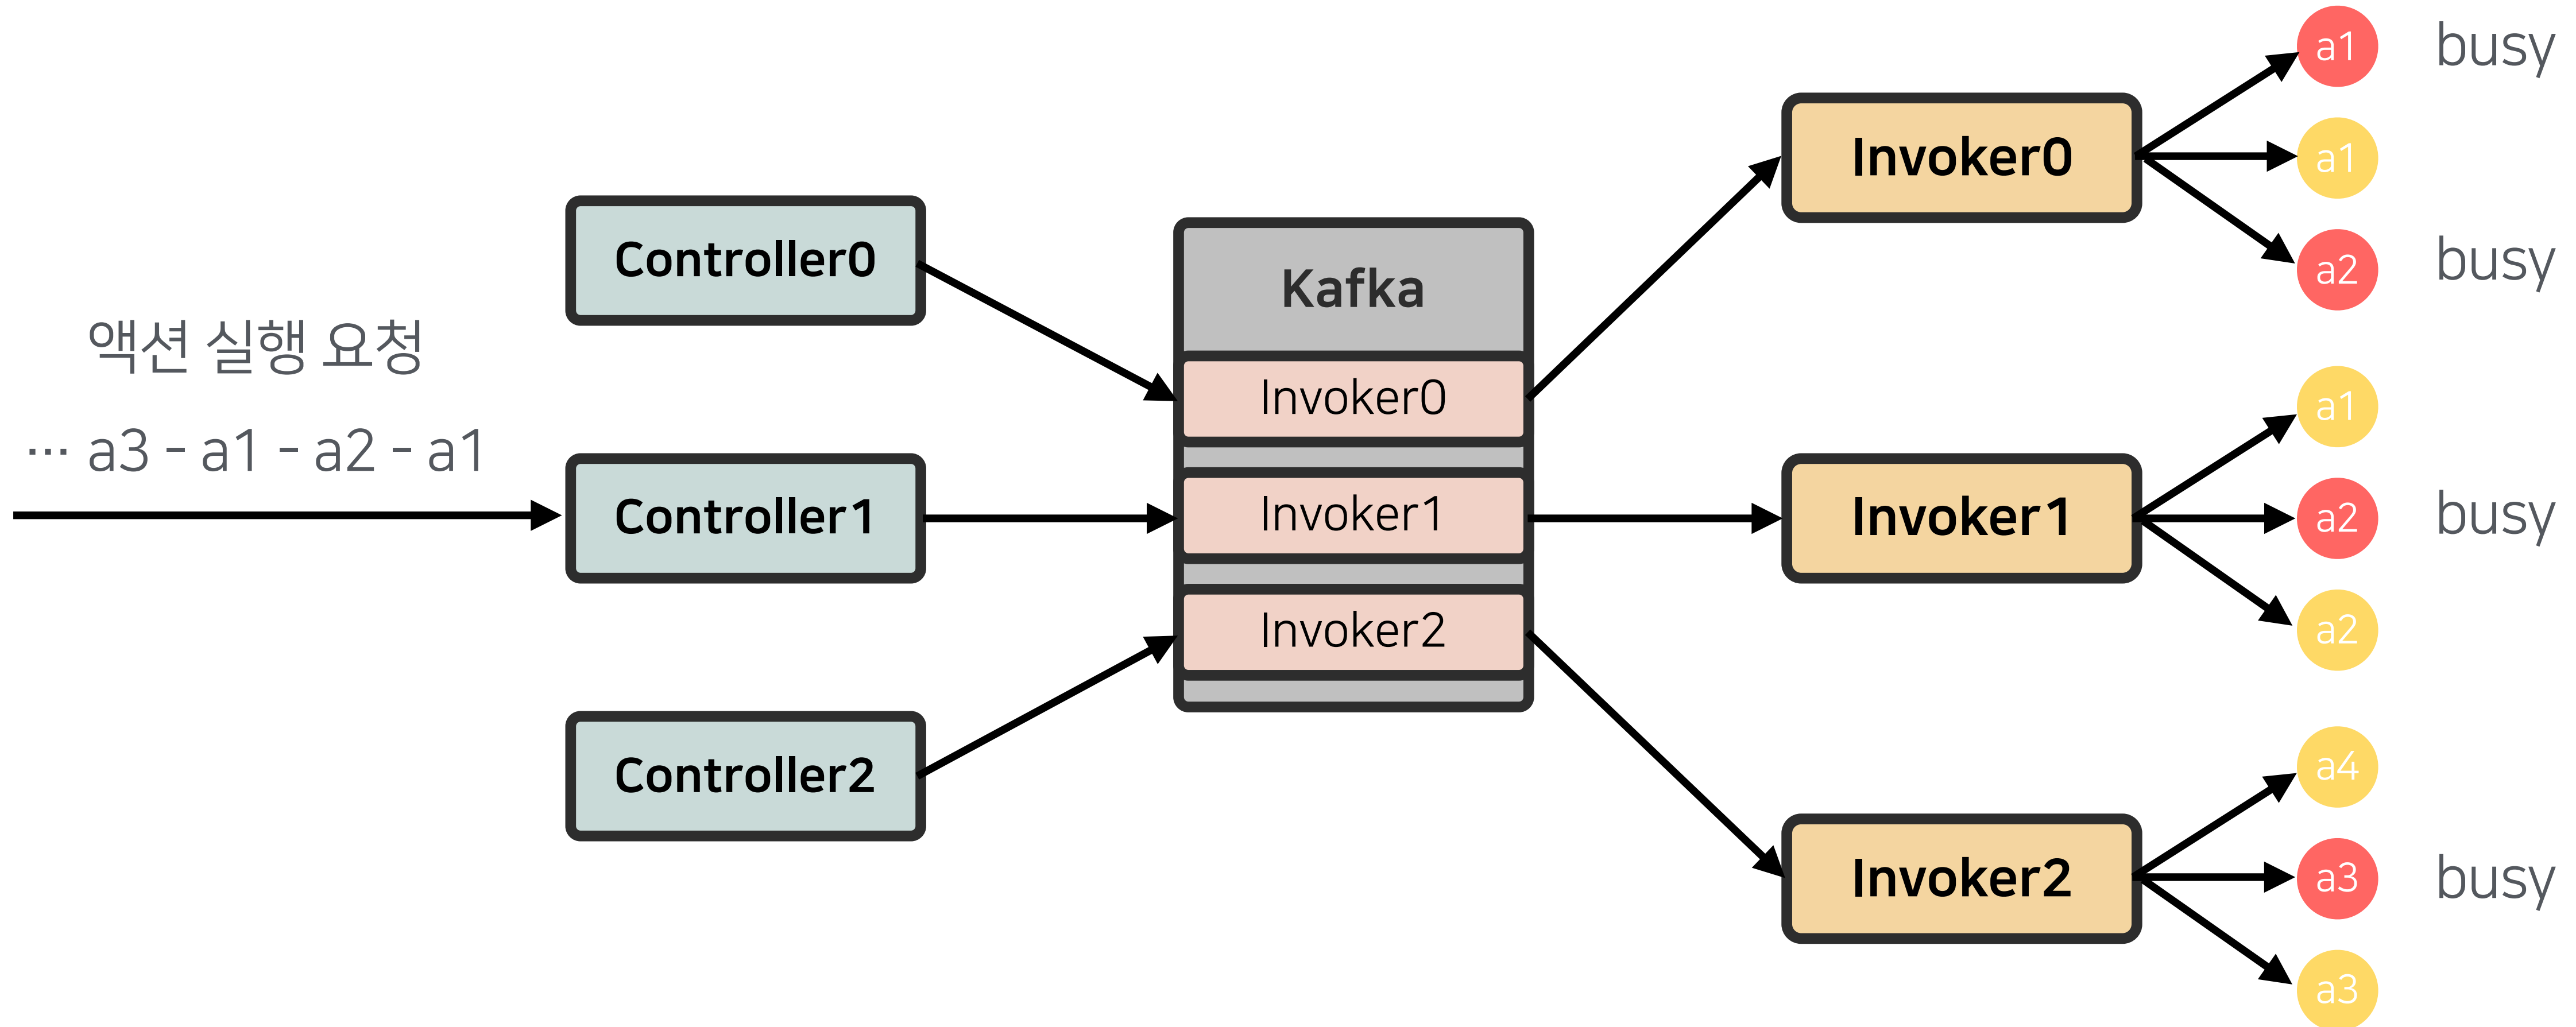 액션 실행 요청
... a3 - a1 - a2 - a1
Controller0
Controller1
Controller2
Kafka
Invoker0
Invoker1
Invoker2
Invoker0
a1 busy
a1
a2 busy
Invoker1
a1
a2 busy
a2
Invoker2
a4
a3 busy
a3